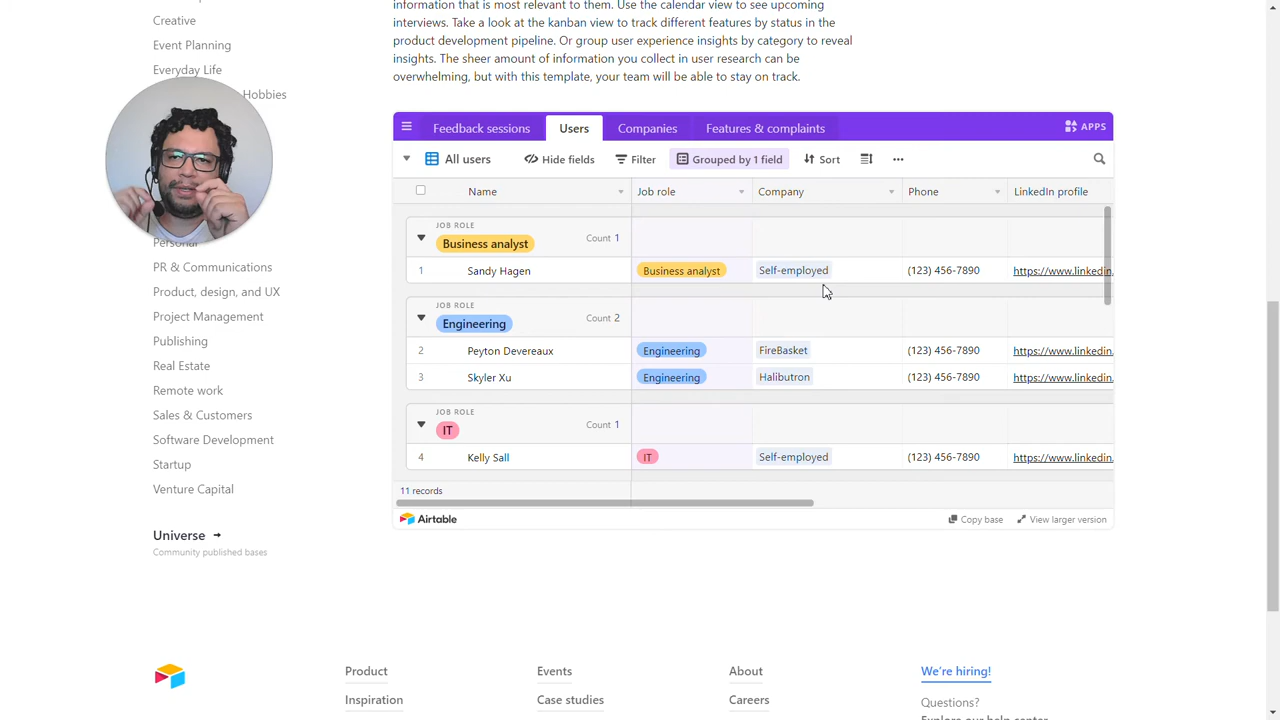 information that is most relevant to them. Use the calendar view to see upcoming
interviews. Take a look at the kanban view to track different features by status in the
product development pipeline. Or group user experience insights by category to reveal
insights. The sheer amount of information you collect in user research can be
overwhelming, but with this template, your team will be able to stay on track.
Creative
Event Planning
Everyday Life
Hobbies
Personal
PR & Communications
Product, design, and UX
Project Management
Publishing
Real Estate
Remote work
Sales & Customers
Software Development
Startup
Venture Capital
Universe →
Community published bases
Feedback sessions Users Companies Features & complaints APPS
All users Hide fields Filter Grouped by 1 field Sort
Name Job role Company Phone LinkedIn profile
JOB ROLE
Business analyst Count 1
1 Sandy Hagen Business analyst Self-employed (123) 456-7890 https://www.linkedin.
JOB ROLE
Engineering Count 2
2 Peyton Devereaux Engineering FireBasket (123) 456-7890 https://www.linkedin.
3 Skyler Xu Engineering Halibutron (123) 456-7890 https://www.linkedin.
JOB ROLE
IT Count 1
4 Kelly Sall IT Self-employed (123) 456-7890 https://www.linkedin.
11 records
Airtable Copy base View larger version
Product Events About We're hiring!
Inspiration Case studies Careers Questions?
Explore our help center